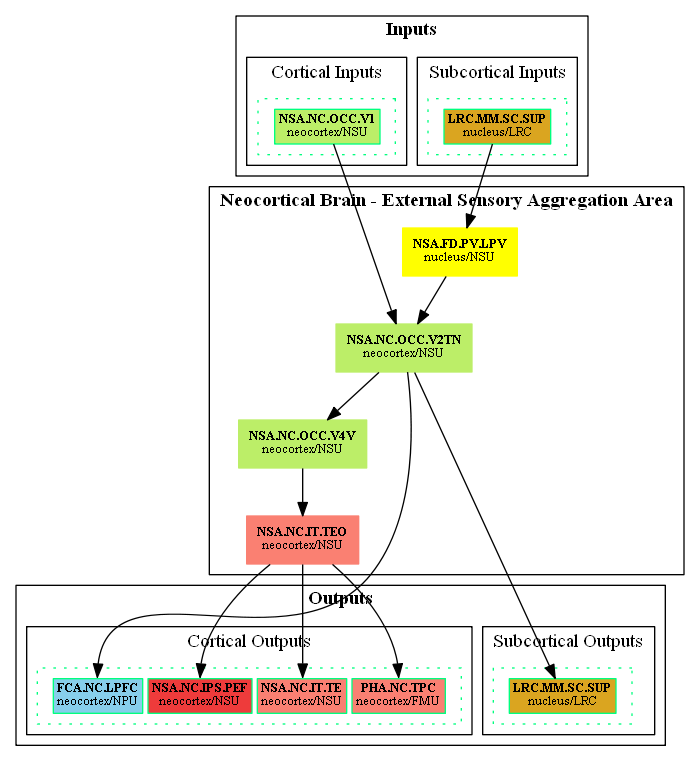 Inputs
Cortical Inputs
Subcortical Inputs
NSA.NC.OCC.VI
neocortex/NSU
LRC.MM.SC.SUP
nucleus/LRC
Neocortical Brain - External Sensory Aggregation Area
NSA.FD.PV.LPV
nucleus/NSU
NSA.NC.OCC.V2TN
neocortex/NSU
NSA.NC.OCC.V4V
neocortex/NSU
NSA.NC.IT.TEO
neocortex/NSU
Outputs
Cortical Outputs
Subcortical Outputs
FCA.NC.LPFC
neocortex/NPU
NSA.NC.IPS.PEF
neocortex/NSU
NSA.NC.IT.TE
neocortex/NSU
PHA.NC.TPC
neocortex/FMU
LRC.MM.SC.SUP
nucleus/LRC